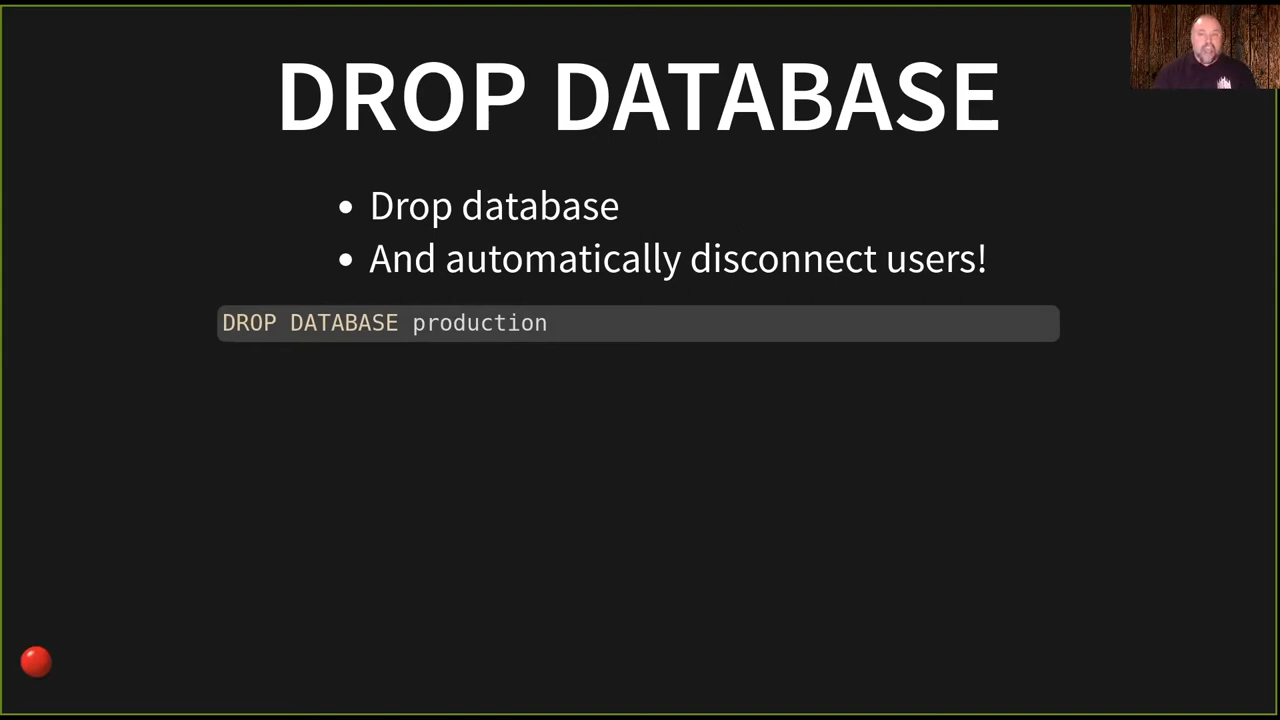 DROP DATABASE
• Drop database
• And automatically disconnect users!
DROP DATABASE production